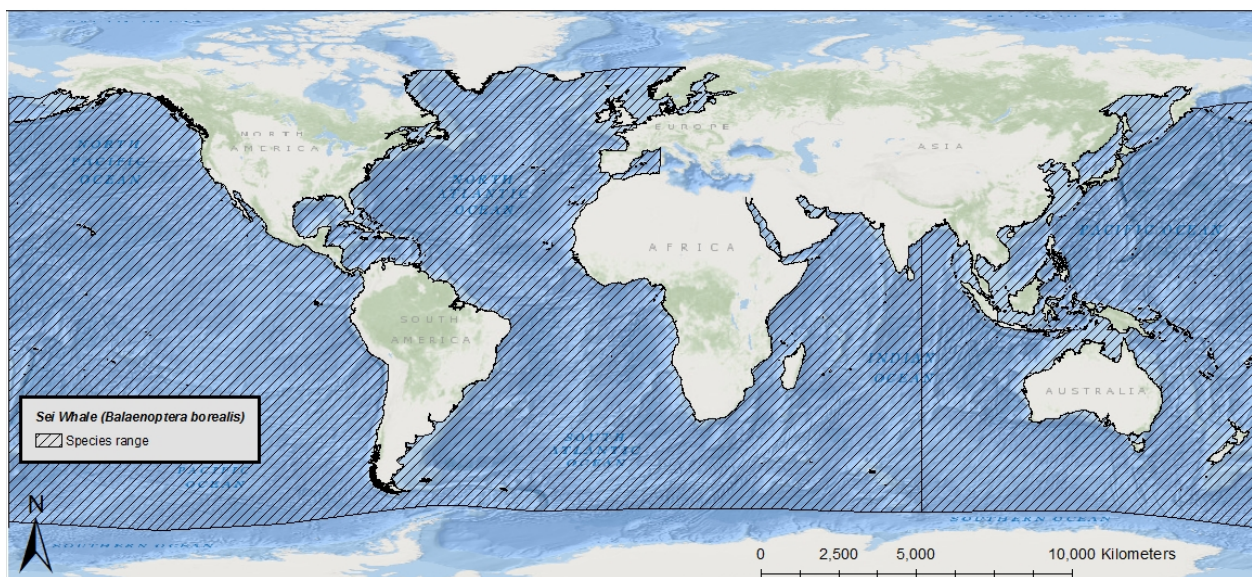 NORTH
PACIFIC
OCEAN
NORTH
AMERICA
NORTH
ATLANTIC
OCEAN
EUROPE
ASIA
AFRICA
PACIFIC OCEAN
SOUTH
AMERICA
INDIAN
OCEAN
AUSTRALIA
Sei Whale (Balaenoptera borealis)
Species range
PACIFIC
OCEAN
SOUTH
ATLANTIC
OCEAN
N
SOUTHERN OCEAN
SOUTHERN OCEAN
0 2,500 5,000 10,000 Kilometers